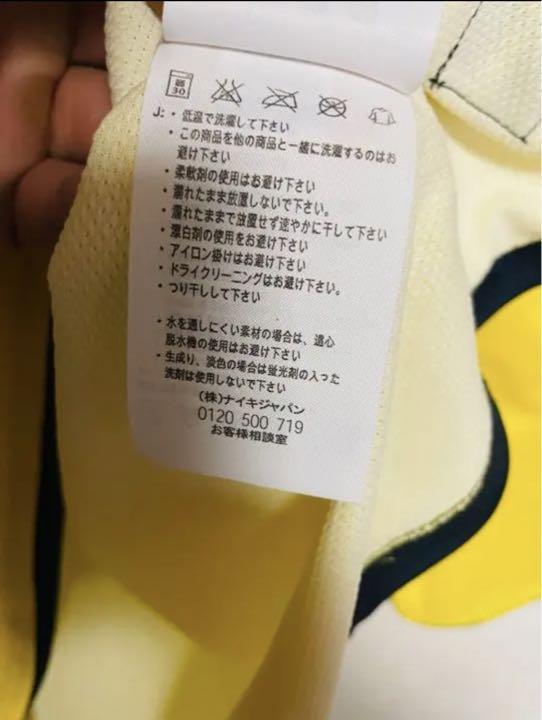 弱
30
J: ・低温で洗濯して下さい
・この商品を他の商品と一緒に洗濯するのはお
避け下さい
・柔軟剤の使用はお避け下さい
・濡れたまま放置しないで下さい。
・濡れたままで放置せず速やかに干して下さい
・漂白剤の使用をお避け下さい
・アイロン掛けはお避け下さい
・ドライクリーニングはお避け下さい。
・つり干しして下さい
・水を通しにくい素材の場合は、遠心
脱水機の使用はお避け下さい
・生成り、淡色の場合は蛍光剤の入った
洗剤は使用しないで下さい
(株)ナイキジャパン
0120 500 719
お客様相談室